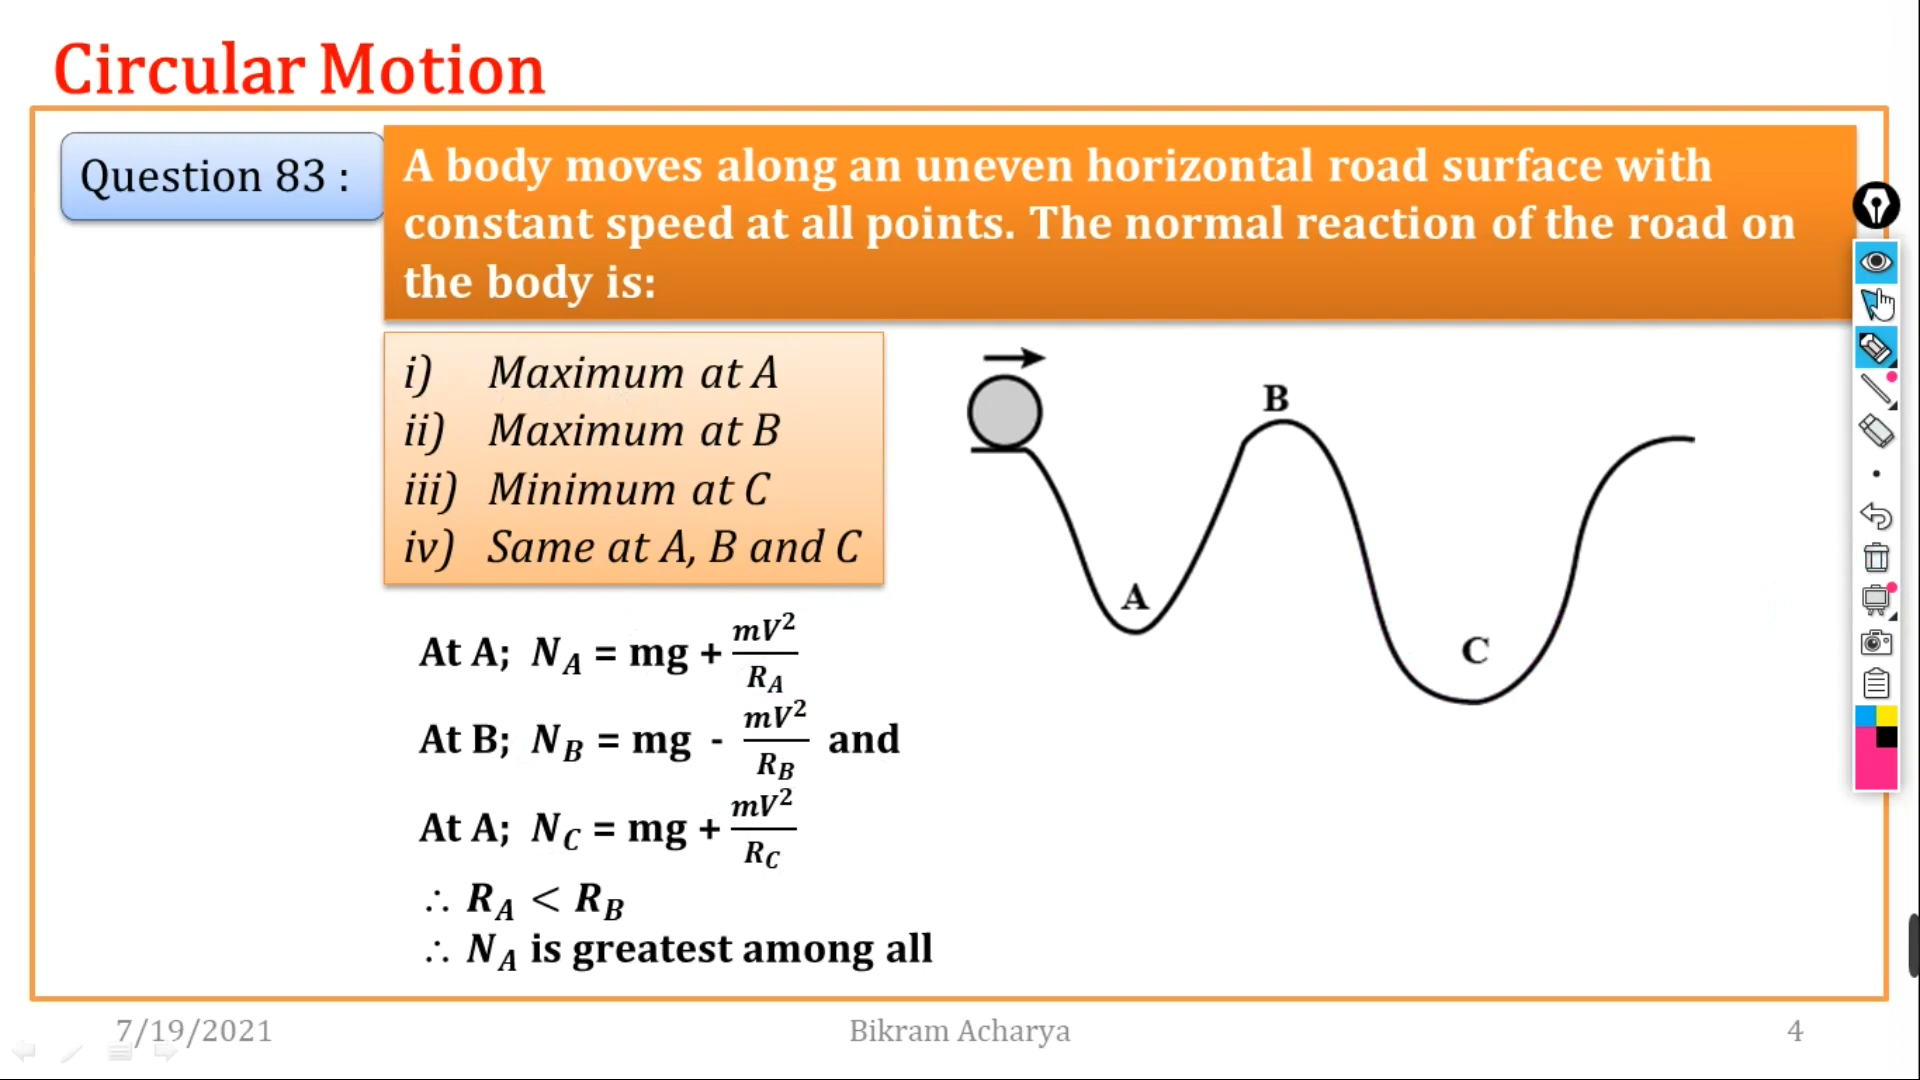 Circular Motion
Question 83 :
A body moves along an uneven horizontal road surface with
constant speed at all points. The normal reaction of the road on
the body is:
i) Maximum at A
ii) Maximum at B
iii) Minimum at C
iv) Same at A, B and C
B
A
C
At A; N_A = mg + mV²/R_A
At B; N_B = mg - mV²/R_B and
At A; N_C = mg + mV²/R_C
∴ R_A < R_B
∴ N_A is greatest among all
7/19/2021
Bikram Acharya
4